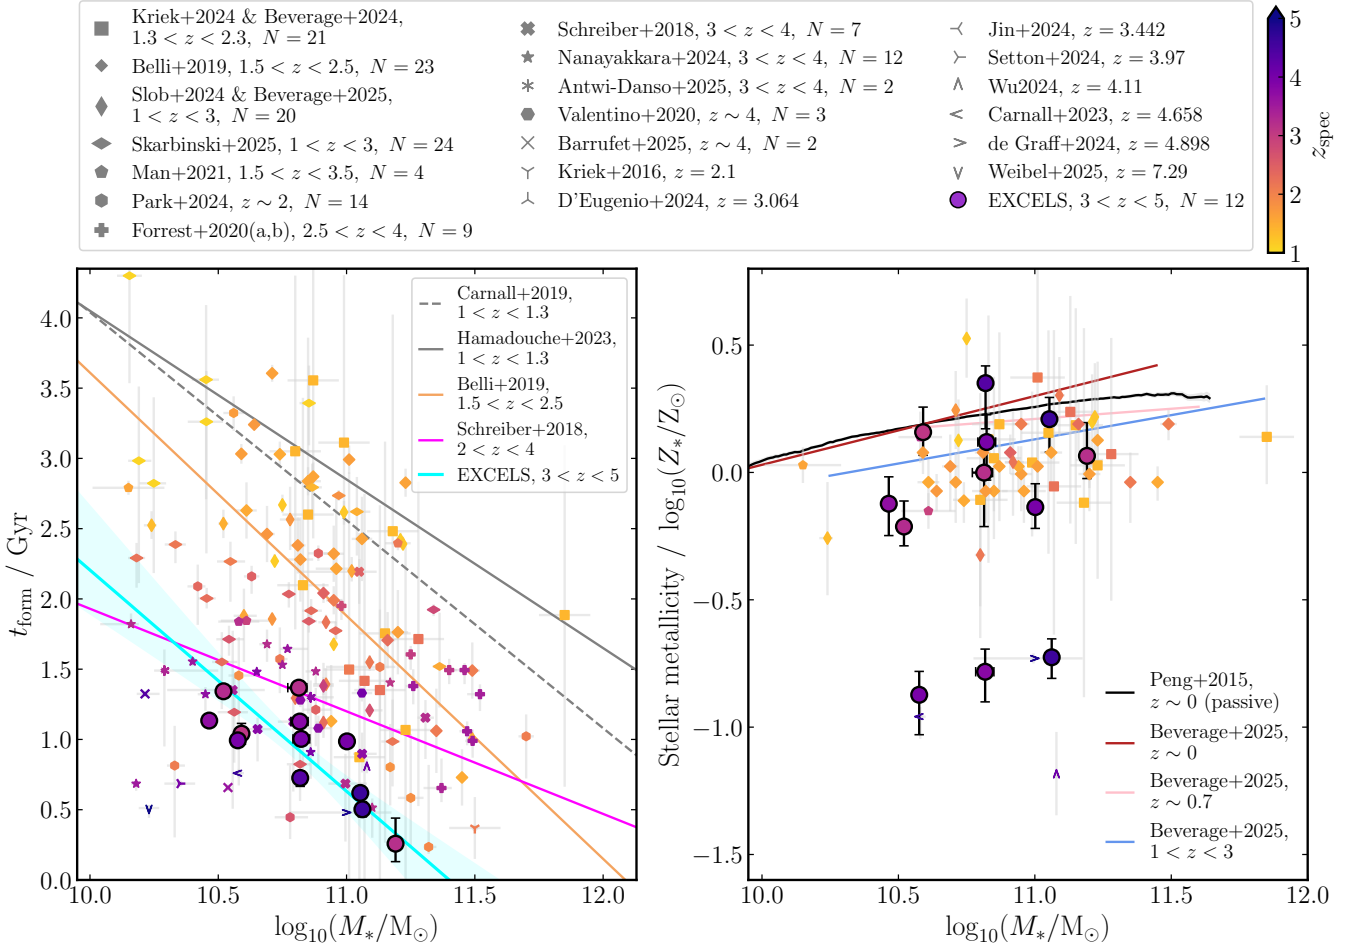 Kriek+2024 & Beverage+2024,
1.3 < z < 2.3, N = 21
Belli+2019, 1.5 < z < 2.5, N = 23
Slob+2024 & Beverage+2025,
1 < z < 3, N = 20
Skarbinski+2025, 1 < z < 3, N = 24
Man+2021, 1.5 < z < 3.5, N = 4
Park+2024, z ∼ 2, N = 14
Forrest+2020(a,b), 2.5 < z < 4, N = 9
Schreiber+2018, 3 < z < 4, N = 7
Nanayakkara+2024, 3 < z < 4, N = 12
Antwi-Danso+2025, 3 < z < 4, N = 2
Valentino+2020, z ∼ 4, N = 3
Barrufet+2025, z ∼ 4, N = 2
Kriek+2016, z = 2.1
D'Eugenio+2024, z = 3.064
Jin+2024, z = 3.442
Setton+2024, z = 3.97
Wu2024, z = 4.11
Carnall+2023, z = 4.658
de Graff+2024, z = 4.898
Weibel+2025, z = 7.29
EXCELS, 3 < z < 5, N = 12
5
4
3
2
1
z_spec
Carnall+2019,
1 < z < 1.3
Hamadouche+2023,
1 < z < 1.3
Belli+2019,
1.5 < z < 2.5
Schreiber+2018,
2 < z < 4
EXCELS, 3 < z < 5
4.0
3.5
3.0
2.5
2.0
1.5
1.0
0.5
0.0
t_form / Gyr
10.0 10.5 11.0 11.5 12.0
log₁₀(M_*/M_⊙)
0.5
0.0
−0.5
−1.0
−1.5
Stellar metallicity / log₁₀(Z_*/Z_⊙)
Peng+2015,
z ∼ 0 (passive)
Beverage+2025,
z ∼ 0
Beverage+2025,
z ∼ 0.7
Beverage+2025,
1 < z < 3
10.0 10.5 11.0 11.5 12.0
log₁₀(M_*/M_⊙)